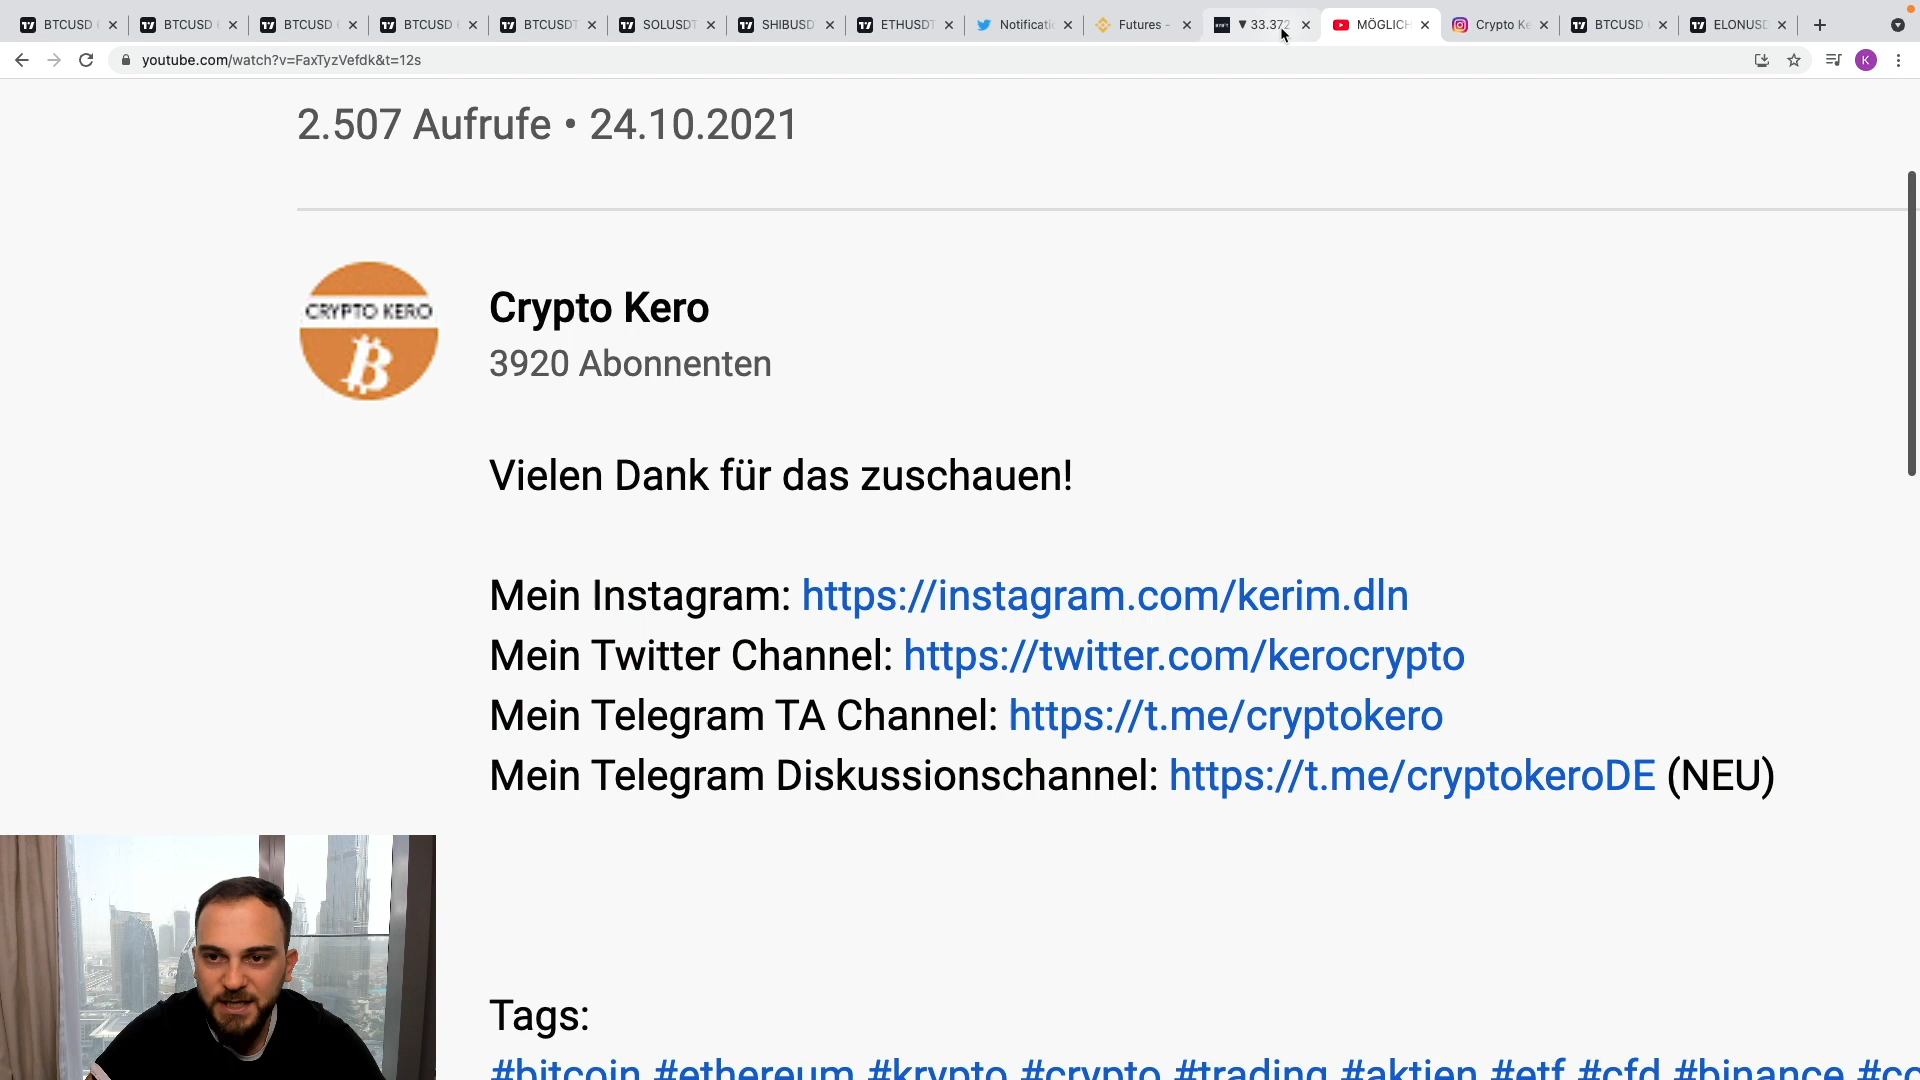 BTCUSD
BTCUSD
BTCUSD
BTCUSD
BTCUSDT
SOLUSDT
SHIBUSD
ETHUSDT
Notificati
Futures -
▼ 33.372
MÖGLICH
Crypto Ke
BTCUSD
ELONUSD
youtube.com/watch?v=FaxTyzVefdk&t=12s
K
2.507 Aufrufe • 24.10.2021
CRYPTO KERO
Crypto Kero
3920 Abonnenten
Vielen Dank für das zuschauen!
Mein Instagram: https://instagram.com/kerim.dln
Mein Twitter Channel: https://twitter.com/kerocrypto
Mein Telegram TA Channel: https://t.me/cryptokero
Mein Telegram Diskussionschannel: https://t.me/cryptokeroDE (NEU)
Tags:
#bitcoin #ethereum #krypto #crypto #trading #aktien #etf #cfd #binance #co